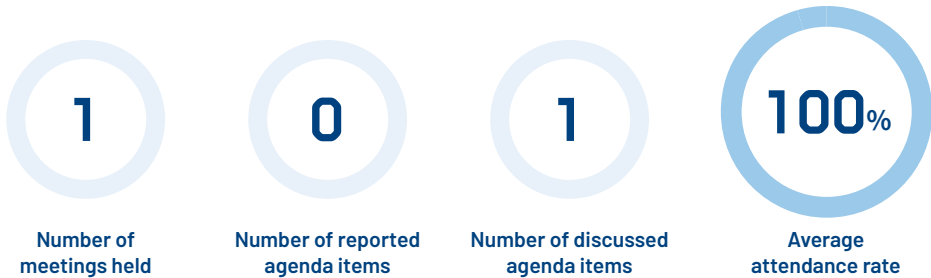 1
0
1
100%
Number of
meetings held
Number of reported
agenda items
Number of discussed
agenda items
Average
attendance rate